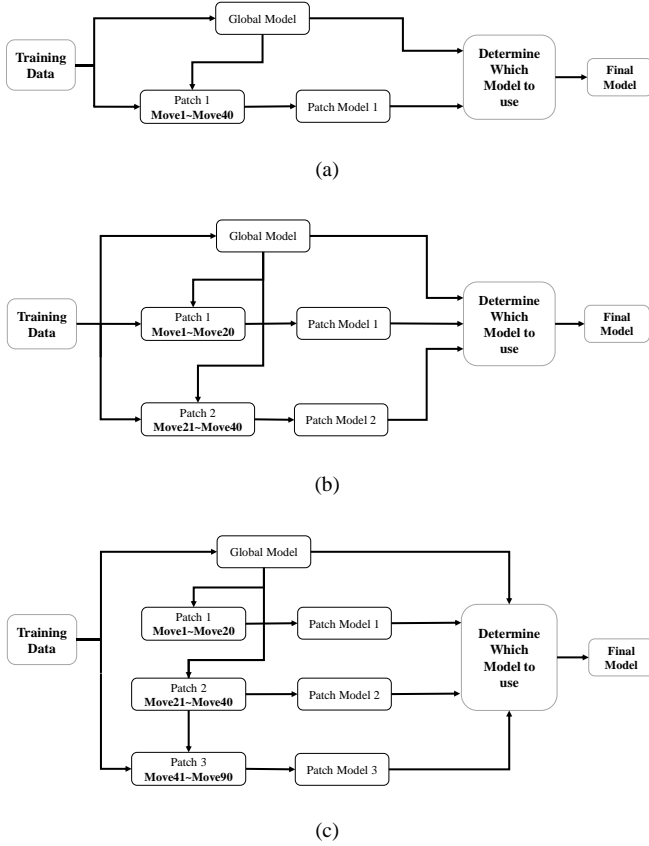 Global Model
Training
Data
Determine
Which
Model to
use
Final
Model
Patch 1
Move1~Move40
Patch Model 1
(a)
Global Model
Training
Data
Patch 1
Move1~Move20
Patch Model 1
Determine
Which
Model to
use
Final
Model
Patch 2
Move21~Move40
Patch Model 2
(b)
Global Model
Training
Data
Patch 1
Move1~Move20
Patch Model 1
Determine
Which
Model to
use
Final
Model
Patch 2
Move21~Move40
Patch Model 2
Patch 3
Move41~Move90
Patch Model 3
(c)